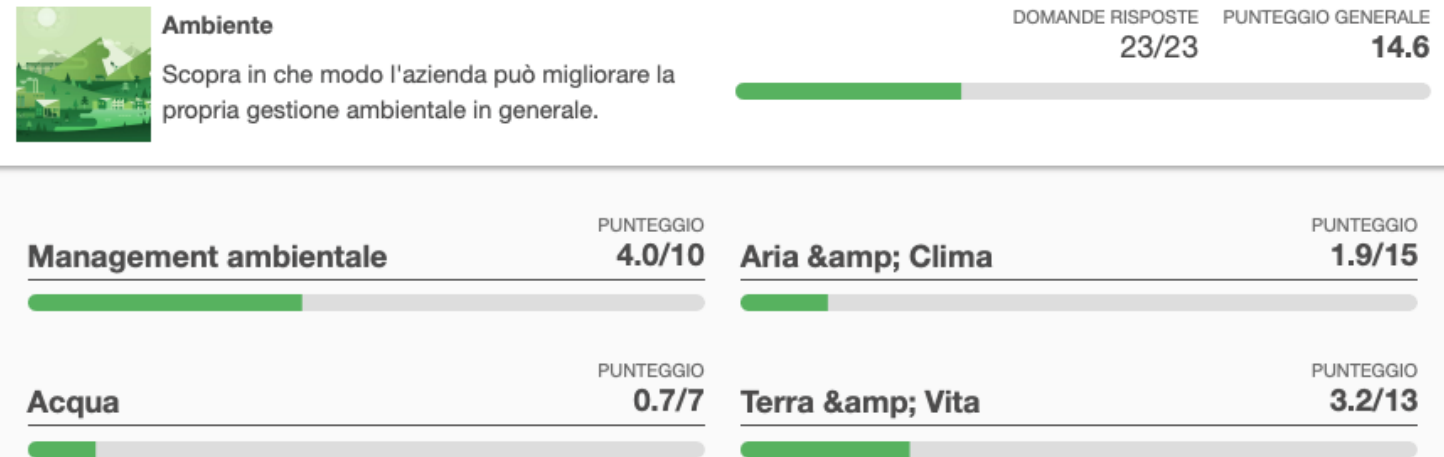 Ambiente
DOMANDE RISPOSTE
23/23
PUNTEGGIO GENERALE
14.6
Scopra in che modo l'azienda può migliorare la
propria gestione ambientale in generale.
Management ambientale
PUNTEGGIO
4.0/10
Aria &amp; Clima
PUNTEGGIO
1.9/15
Acqua
PUNTEGGIO
0.7/7
Terra &amp; Vita
PUNTEGGIO
3.2/13